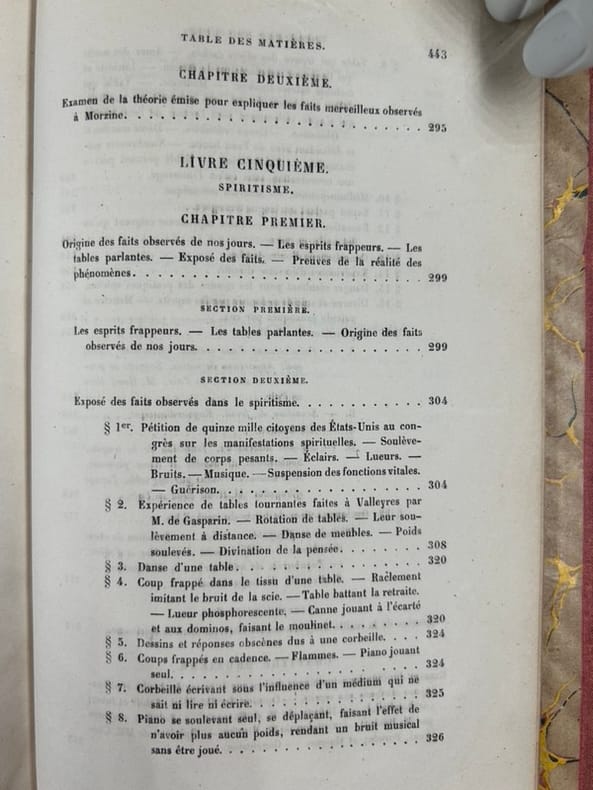 TABLE DES MATIÈRES. 443
CHAPITRE DEUXIÈME.
Examen de la théorie émise pour expliquer les faits merveilleux observés
à Morzine. . . . . . . . . . . . . . . . . . . . . 295
LIVRE CINQUIÈME.
SPIRITISME.
CHAPITRE PREMIER.
Origine des faits observés de nos jours. — Les esprits frappeurs. — Les
tables parlantes. — Exposé des faits. — Preuves de la réalité des
phénomènes. . . . . . . . . . . . . . . . . . . . . 299
SECTION PREMIÈRE.
Les esprits frappeurs. — Les tables parlantes. — Origine des faits
observés de nos jours. . . . . . . . . . . . . . . . . 299
SECTION DEUXIÈME.
Exposé des faits observés dans le spiritisme. . . . . . . . . . . 304
§ 1er. Pétition de quinze mille citoyens des États-Unis au con-
grès sur les manifestations spirituelles. — Soulève-
ment de corps pesants. — Éclairs. — Lueurs. —
Bruits. — Musique. — Suspension des fonctions vitales.
— Guérison. . . . . . . . . . . . . . . . . 304
§ 2. Expérience de tables tournantes faites à Valleyres par
M. de Gasparin. — Rotation de tables. — Leur sou-
lèvement à distance. — Danse de meubles. — Poids
soulevés. — Divination de la pensée. . . . . . . . 308
§ 3. Danse d'une table. . . . . . . . . . . . . . . . 320
§ 4. Coup frappé dans le tissu d'une table. — Raclement
imitant le bruit de la scie. — Table battant la retraite.
— Lueur phosphorescente. — Canne jouant à l'écarté
et aux dominos, faisant le moulinet. . . . . . . . 320
§ 5. Dessins et réponses obscènes dus à une corbeille. . . . 324
§ 6. Coups frappés en cadence. — Flammes. — Piano jouant
seul. . . . . . . . . . . . . . . . . . . . 324
§ 7. Corbeille écrivant sous l'influence d'un médium qui ne
sait ni lire ni écrire. . . . . . . . . . . . . . 325
§ 8. Piano se soulevant seul, se déplaçant, faisant l'effet de
n'avoir plus aucun poids, rendant un bruit musical
sans être joué. . . . . . . . . . . . . . . . . 326